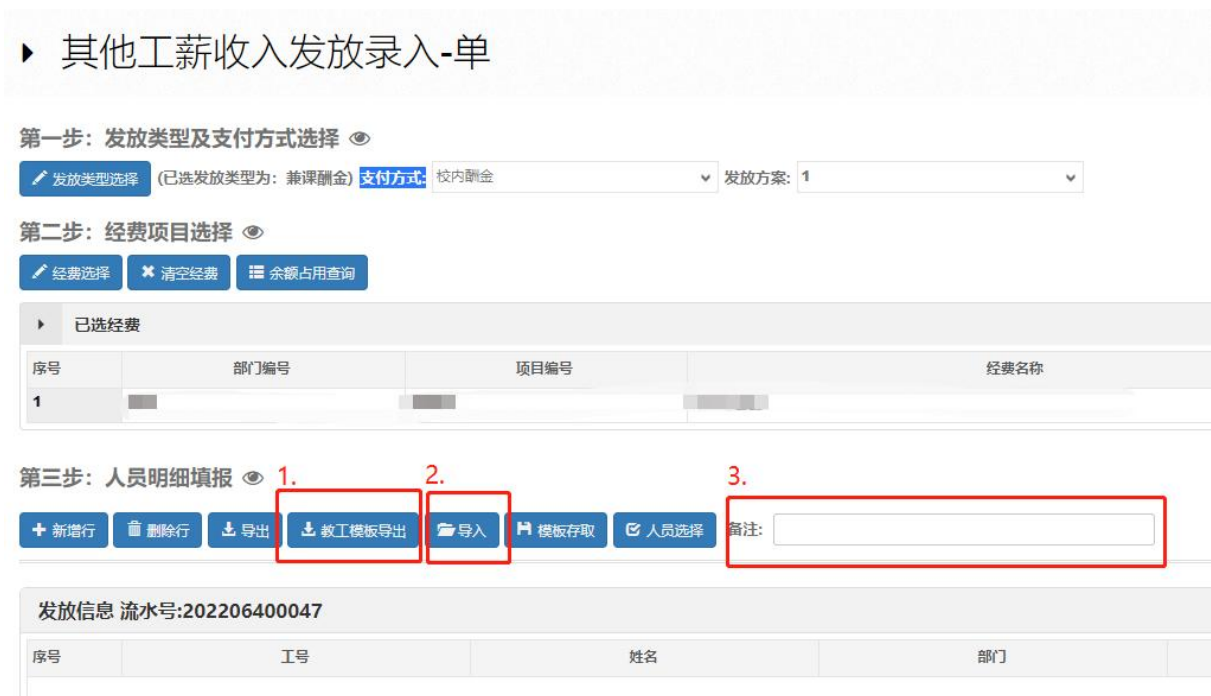 其他工薪收入发放录入-单
第一步：发放类型及支付方式选择
发放类型选择 (已选发放类型为：兼课酬金) 支付方式: 校内酬金 发放方案: 1
第二步：经费项目选择
经费选择 清空经费 余额占用查询
已选经费
序号 部门编号 项目编号 经费名称
1
第三步：人员明细填报 1. 2. 3.
新增行 删除行 导出 教工模板导出 导入 模板存取 人员选择 备注:
发放信息 流水号:202206400047
序号 工号 姓名 部门